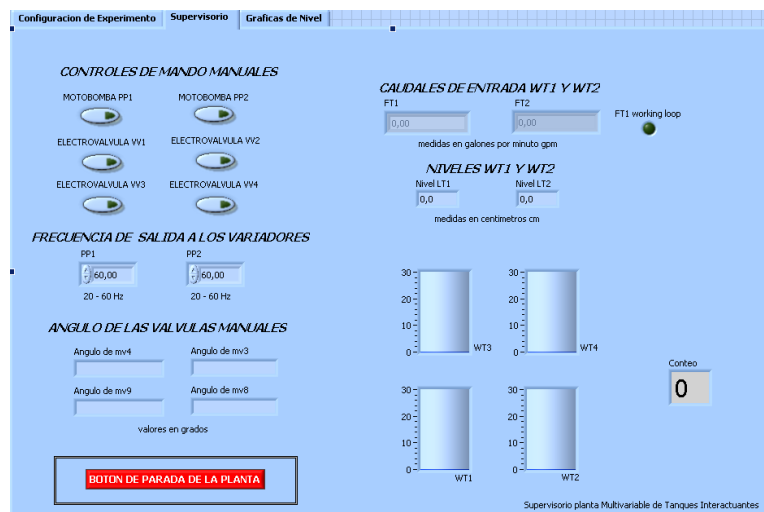 Configuracion de Experimento Supervisorio Graficas de Nivel
CONTROLES DE MANDO MANUALES
MOTOBOMBA PP1 MOTOBOMBA PP2
ELECTROVALVULA VV1 ELECTROVALVULA VV2
ELECTROVALVULA VV3 ELECTROVALVULA VV4
FRECUENCIA DE SALIDA A LOS VARIADORES
PP1 PP2
60,00 60,00
20 - 60 Hz 20 - 60 Hz
ANGULO DE LAS VALVULAS MANUALES
Angulo de mv4 Angulo de mv3
Angulo de mv9 Angulo de mv8
valores en grados
BOTON DE PARADA DE LA PLANTA
CAUDALES DE ENTRADA WT1 Y WT2
FT1 FT2 FT1 working loop
0,00 0,00
medidas en galones por minuto gpm
NIVELES WT1 Y WT2
Nivel LT1 Nivel LT2
0,0 0,0
medidas en centimetros cm
30 30
20 20
10 10
0 WT3 0 WT4
Conteo
0
30 30
20 20
10 10
0 WT1 0 WT2
Supervisorio planta Multivariable de Tanques Interactuantes